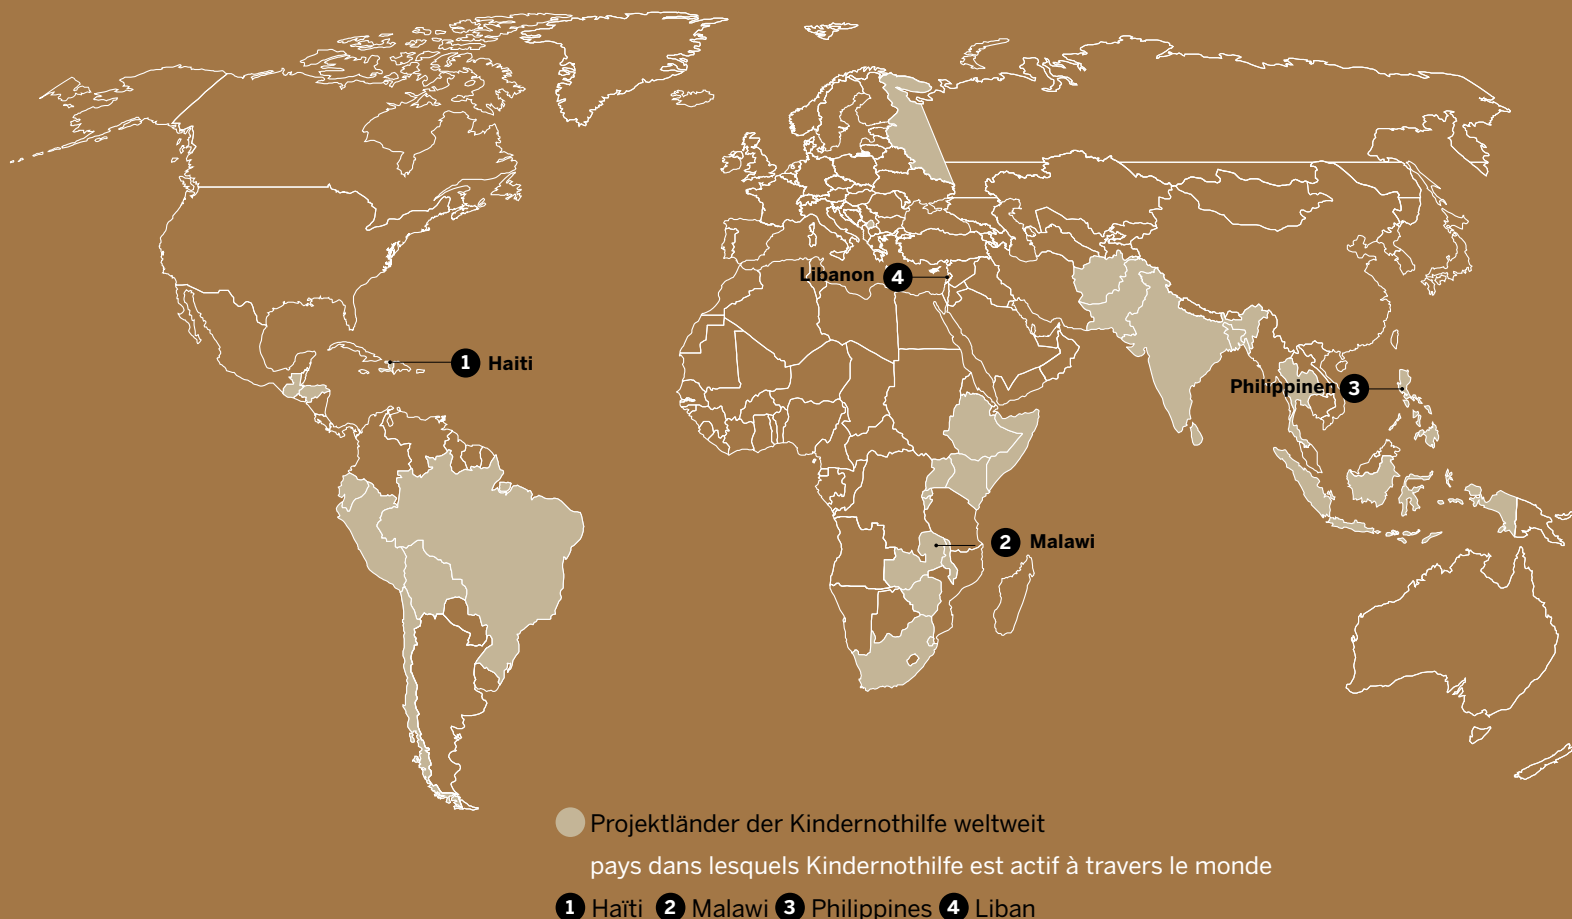 Libanon 4
1 Haiti
Philippinen 3
2 Malawi
Projektländer der Kindernothilfe weltweit
pays dans lesquels Kindernothilfe est actif à travers le monde
1 Haïti 2 Malawi 3 Philippines 4 Liban